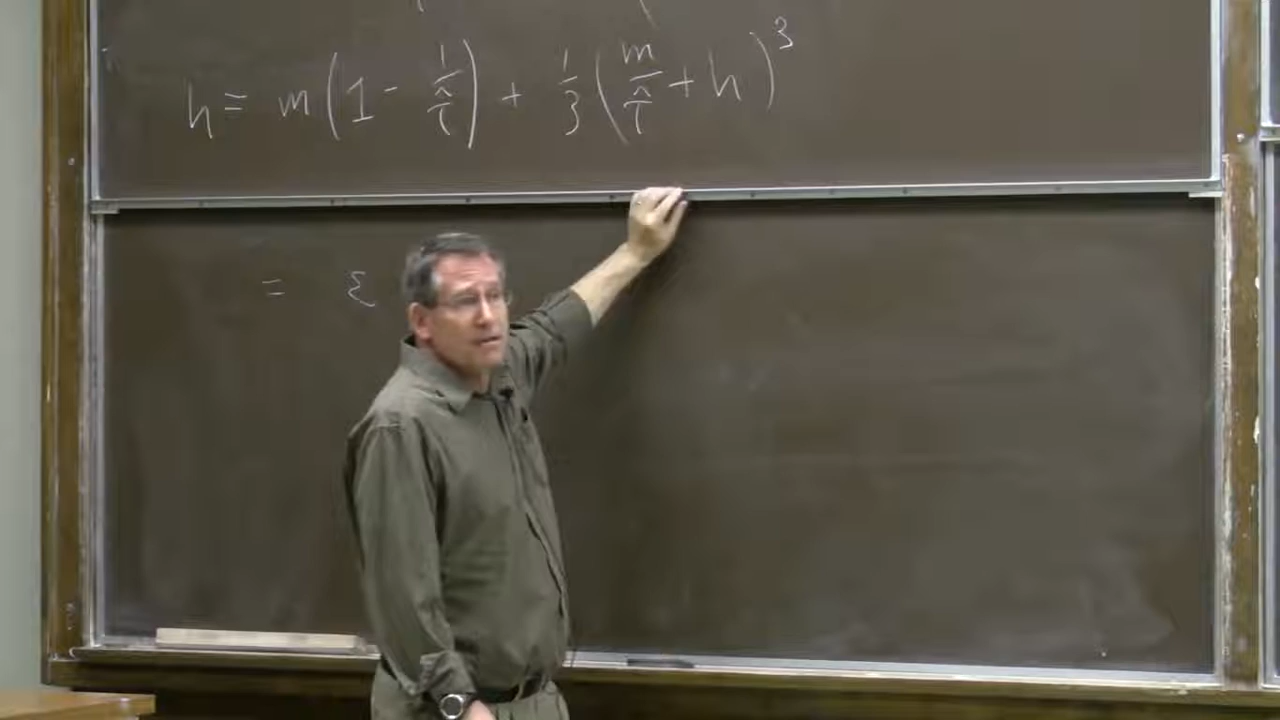 h = m(1 - 1/τ̂) + 1/3 (m/τ̂ + h)³
= ε